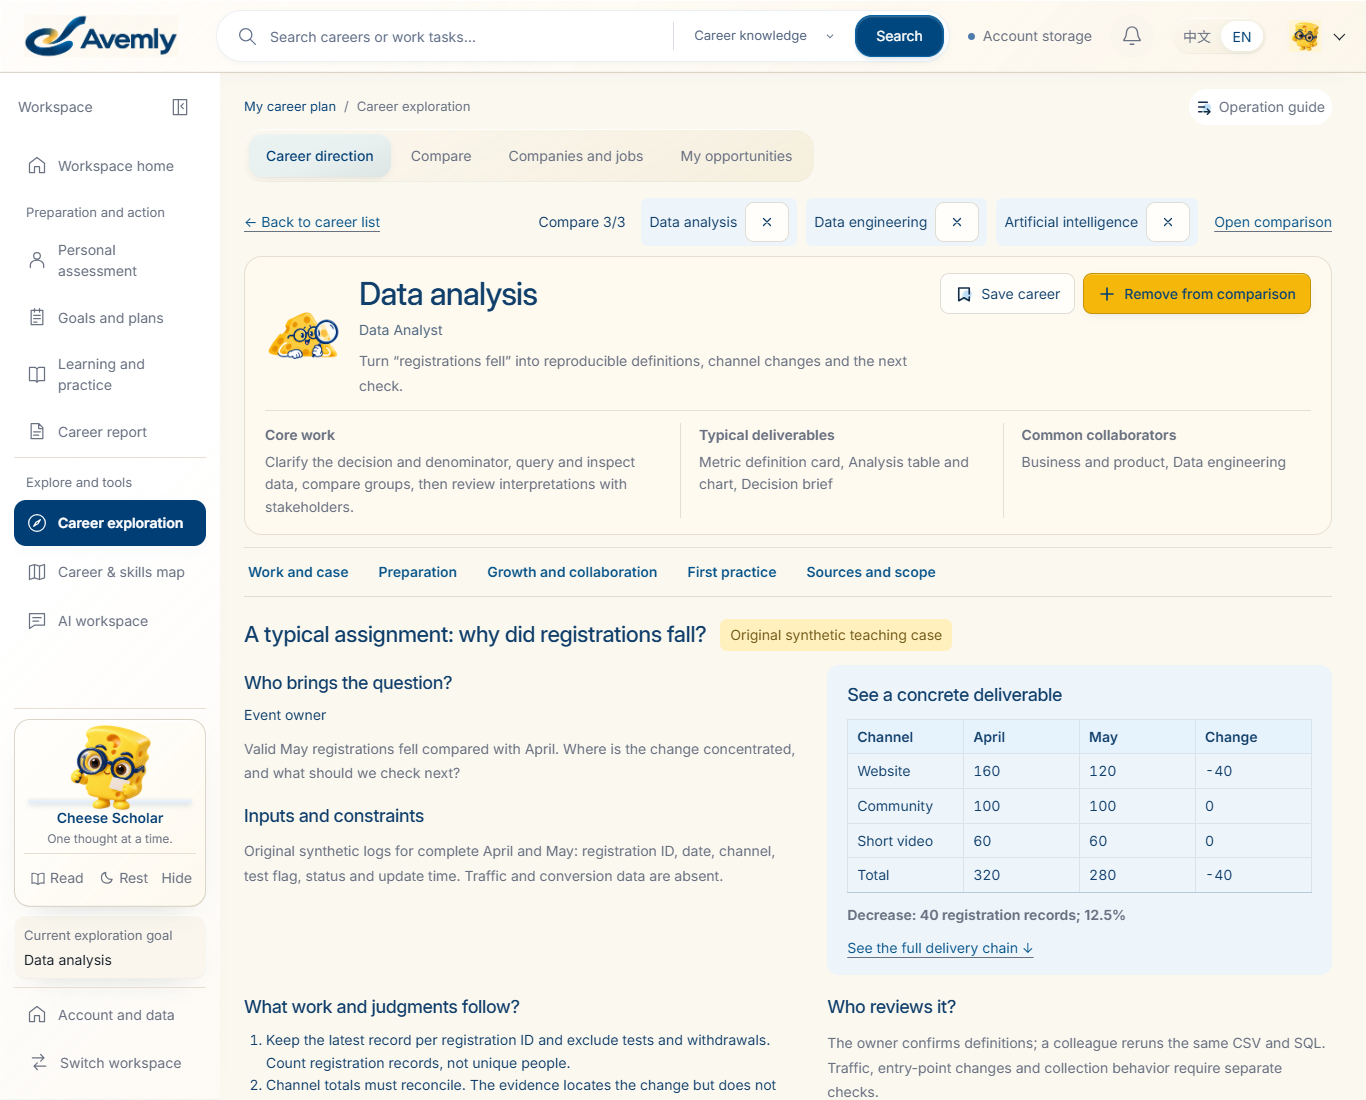 Avemly
Search careers or work tasks...
Career knowledge
Search
Account storage
中文
EN
Workspace
Workspace home
Preparation and action
Personal
assessment
Goals and plans
Learning and
practice
Career report
Explore and tools
Career exploration
Career & skills map
AI workspace
Cheese Scholar
One thought at a time.
Read
Rest
Hide
Current exploration goal
Data analysis
Account and data
Switch workspace
My career plan / Career exploration
Operation guide
Career direction
Compare
Companies and jobs
My opportunities
← Back to career list
Compare 3/3
Data analysis ×
Data engineering ×
Artificial intelligence ×
Open comparison
Data analysis
Save career
+ Remove from comparison
Data Analyst
Turn “registrations fell” into reproducible definitions, channel changes and the next
check.
Core work
Clarify the decision and denominator, query and inspect
data, compare groups, then review interpretations with
stakeholders.
Typical deliverables
Metric definition card, Analysis table and
chart, Decision brief
Common collaborators
Business and product, Data engineering
Work and case
Preparation
Growth and collaboration
First practice
Sources and scope
A typical assignment: why did registrations fall?
Original synthetic teaching case
Who brings the question?
Event owner
Valid May registrations fell compared with April. Where is the change concentrated,
and what should we check next?
Inputs and constraints
Original synthetic logs for complete April and May: registration ID, date, channel,
test flag, status and update time. Traffic and conversion data are absent.
See a concrete deliverable
Channel April May Change
Website 160 120 -40
Community 100 100 0
Short video 60 60 0
Total 320 280 -40
Decrease: 40 registration records; 12.5%
See the full delivery chain ↓
What work and judgments follow?
1. Keep the latest record per registration ID and exclude tests and withdrawals.
Count registration records, not unique people.
2. Channel totals must reconcile. The evidence locates the change but does not
Who reviews it?
The owner confirms definitions; a colleague reruns the same CSV and SQL.
Traffic, entry-point changes and collection behavior require separate
checks.